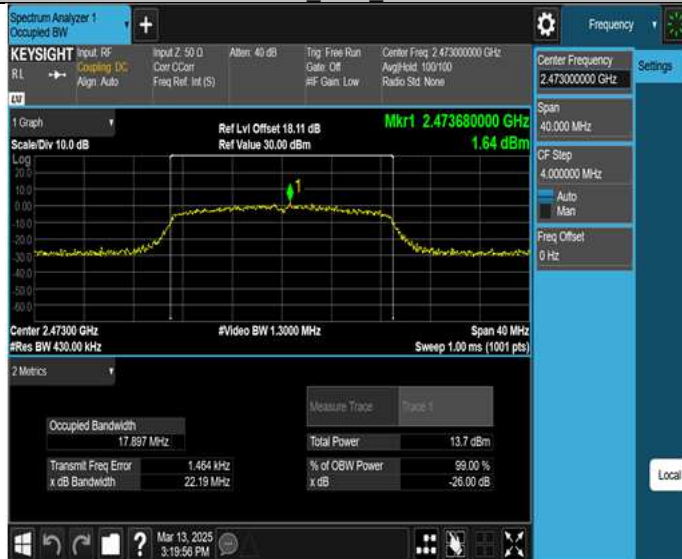 Spectrum Analyzer 1
Occupied BW
+
Frequency
KEYSIGHT
RL
LXI
Input: RF
Coupling: DC
Align: Auto
Input Z: 50 Ω
Corr CCorr
Freq Ref: Int (S)
Atten: 40 dB
Trig: Free Run
Gate: Off
#IF Gain: Low
Center Freq: 2.473000000 GHz
Avg|Hold: 100/100
Radio Std: None
Center Frequency
2.473000000 GHz
Settings
Span
40.000 MHz
CF Step
4.000000 MHz
Auto
Man
Freq Offset
0 Hz
Local
1 Graph
Scale/Div 10.0 dB
Ref Lvl Offset 18.11 dB
Ref Value 30.00 dBm
Mkr1 2.473680000 GHz
1.64 dBm
Log
20.0
10.0
0.00
-10.0
-20.0
-30.0
-40.0
-50.0
-60.0
1
Center 2.47300 GHz
#Res BW 430.00 kHz
#Video BW 1.3000 MHz
Span 40 MHz
Sweep 1.00 ms (1001 pts)
2 Metrics
Measure Trace Trace 1
Occupied Bandwidth
17.897 MHz
Total Power 13.7 dBm
Transmit Freq Error 1.464 kHz
% of OBW Power 99.00 %
x dB Bandwidth 22.19 MHz
x dB -26.00 dB
?
Mar 13, 2025
3:19:56 PM